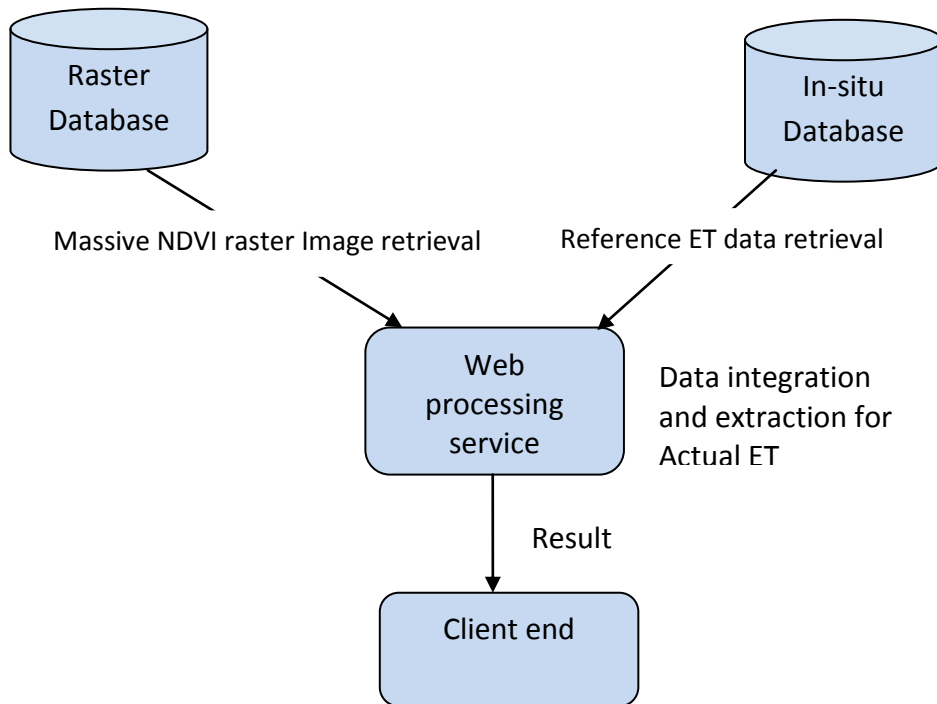 Raster
Database
In-situ
Database
Massive NDVI raster Image retrieval
Reference ET data retrieval
Web
processing
service
Data integration
and extraction for
Actual ET
Result
Client end